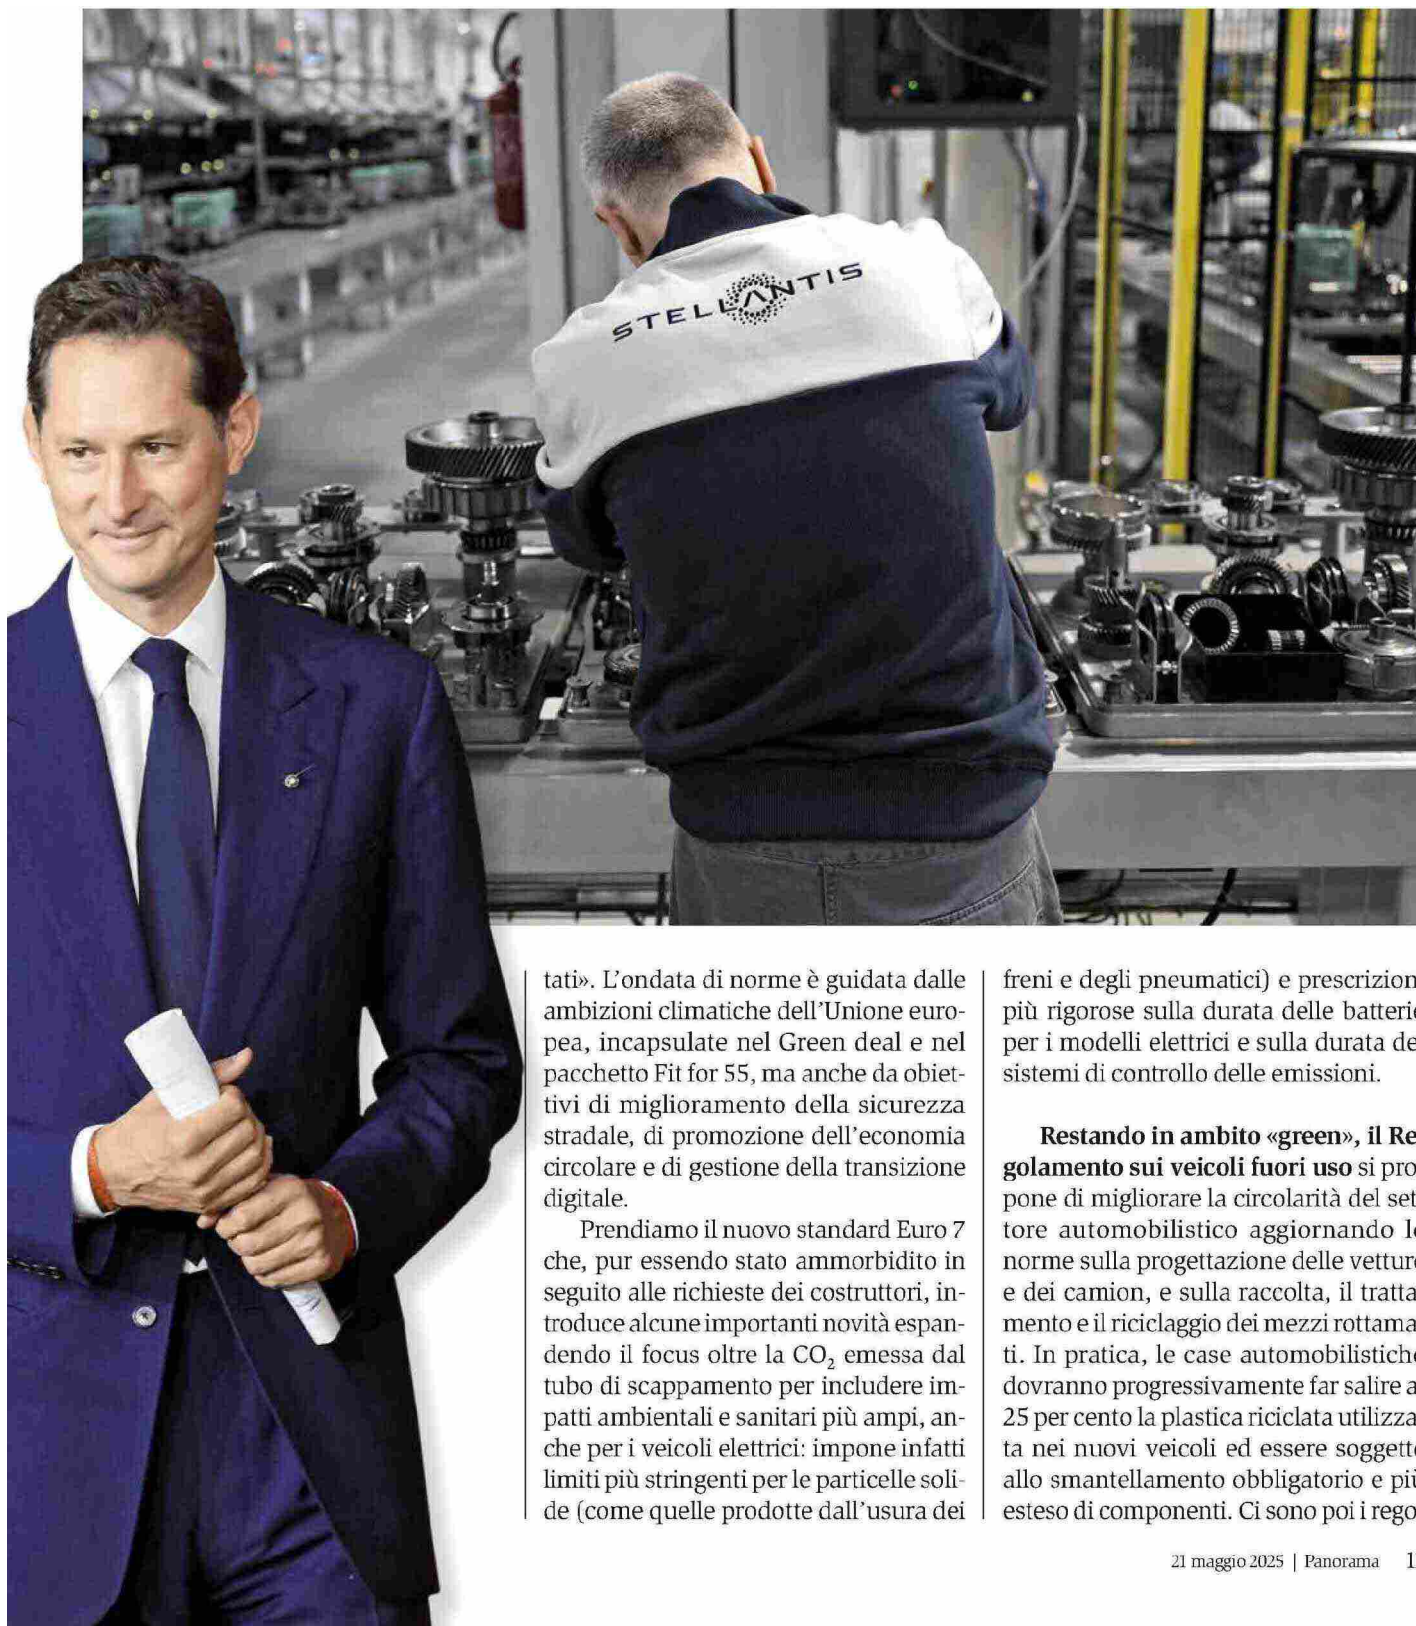 STELLANTIS
tati». L'ondata di norme è guidata dalle
ambizioni climatiche dell'Unione euro-
pea, incapsulate nel Green deal e nel
pacchetto Fit for 55, ma anche da obiet-
tivi di miglioramento della sicurezza
stradale, di promozione dell'economia
circolare e di gestione della transizione
digitale.
Prendiamo il nuovo standard Euro 7
che, pur essendo stato ammorbidito in
seguito alle richieste dei costruttori, in-
troduce alcune importanti novità espan-
dendo il focus oltre la CO₂ emessa dal
tubo di scappamento per includere im-
patti ambientali e sanitari più ampi, an-
che per i veicoli elettrici: impone infatti
limiti più stringenti per le particelle soli-
de (come quelle prodotte dall'usura dei
freni e degli pneumatici) e prescrizion
più rigorose sulla durata delle batterie
per i modelli elettrici e sulla durata de
sistemi di controllo delle emissioni.
Restando in ambito «green», il Re
golamento sui veicoli fuori uso si pro
pone di migliorare la circolarità del set
tore automobilistico aggiornando le
norme sulla progettazione delle vetture
e dei camion, e sulla raccolta, il tratta
mento e il riciclaggio dei mezzi rottama
ti. In pratica, le case automobilistiche
dovranno progressivamente far salire a
25 per cento la plastica riciclata utilizza
ta nei nuovi veicoli ed essere soggette
allo smantellamento obbligatorio e più
esteso di componenti. Ci sono poi i rego
21 maggio 2025 | Panorama 1